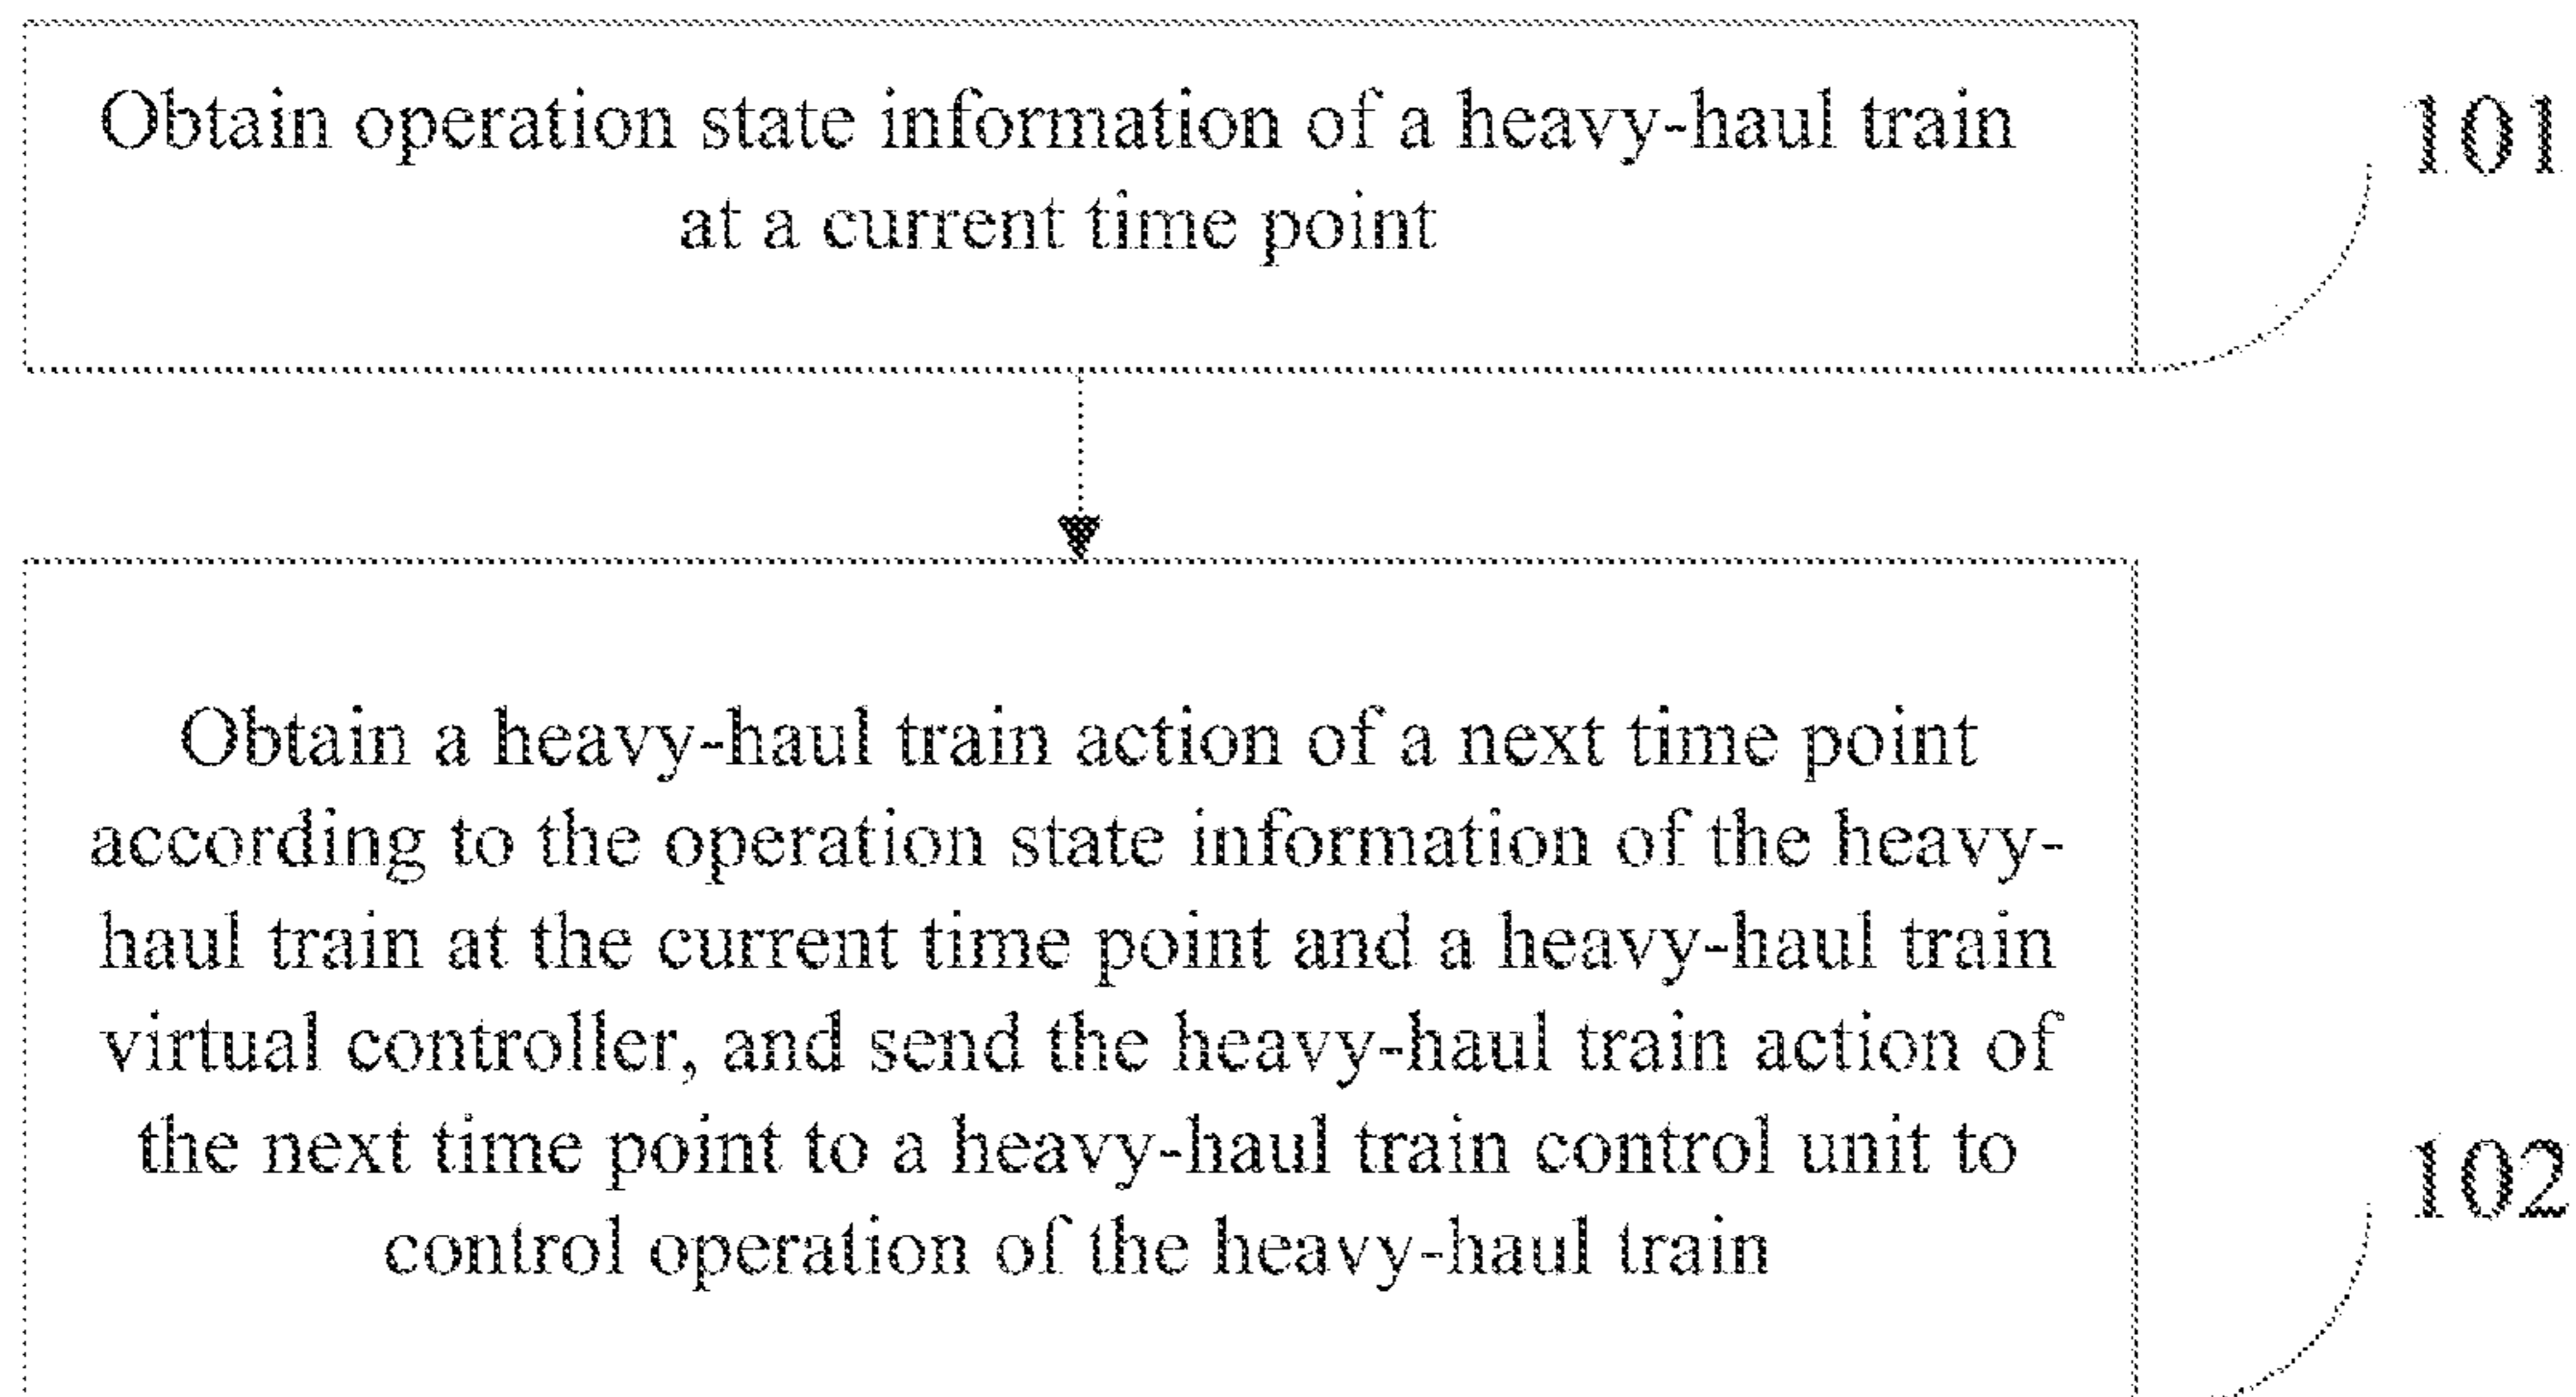 Obtain operation state information of a heavy-haul train
at a current time point
101
Obtain a heavy-haul train action of a next time point
according to the operation state information of the heavy-
haul train at the current time point and a heavy-haul train
virtual controller, and send the heavy-haul train action of
the next time point to a heavy-haul train control unit to
control operation of the heavy-haul train
102